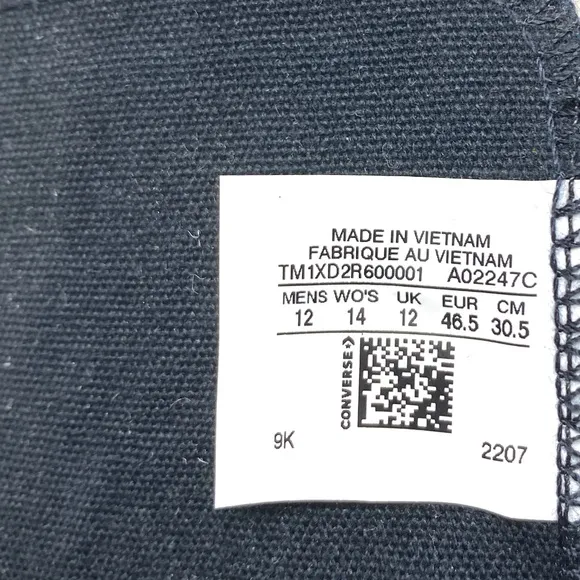 MADE IN VIETNAM
FABRIQUE AU VIETNAM
TM1XD2R600001 A02247C
MENS WO'S UK EUR CM
12 14 12 46.5 30.5
CONVERSE
9K 2207